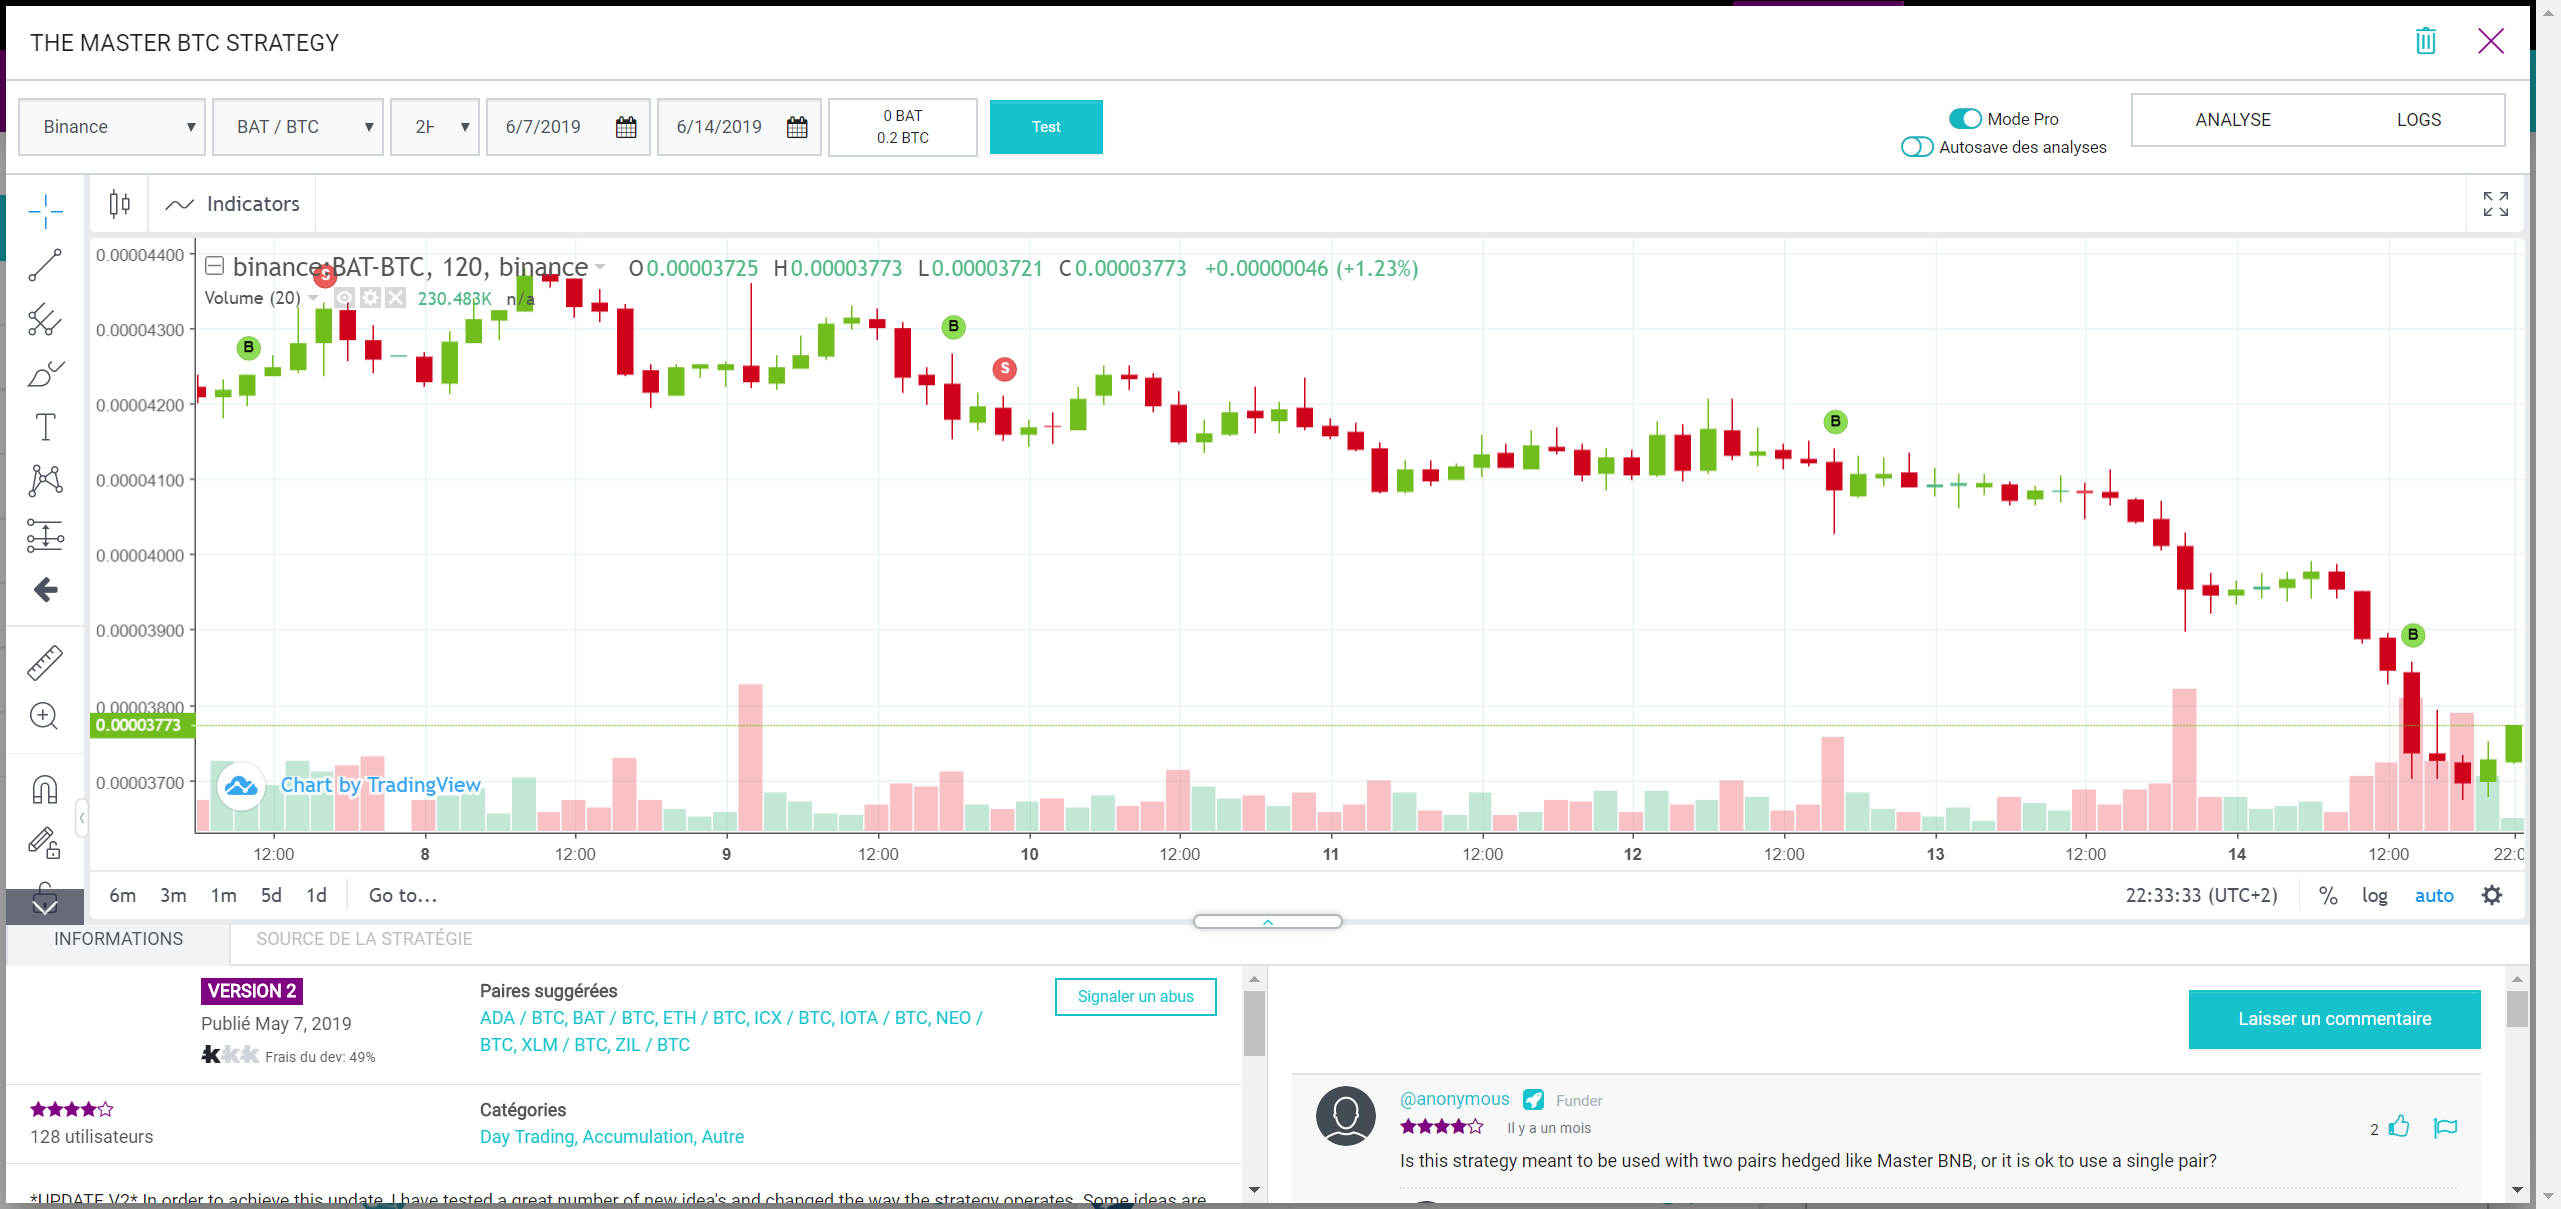 THE MASTER BTC STRATEGY
Binance
BAT / BTC
2H
6/7/2019
6/14/2019
0 BAT
0.2 BTC
Test
Mode Pro
Autosave des analyses
ANALYSE
LOGS
Indicators
binance:BAT-BTC, 120, binance
O 0.00003725 H 0.00003773 L 0.00003721 C 0.00003773 +0.00000046 (+1.23%)
Volume (20) 230.483K n/a
0.00004400
0.00004300
0.00004200
0.00004100
0.00004000
0.00003900
0.00003800
0.00003773
0.00003700
B
S
B
S
B
B
Chart by TradingView
12:00 8 12:00 9 12:00 10 12:00 11 12:00 12 12:00 13 12:00 14 12:00 22:0
6m 3m 1m 5d 1d Go to...
22:33:33 (UTC+2) % log auto
INFORMATIONS
SOURCE DE LA STRATÉGIE
VERSION 2
Publié May 7, 2019
Frais du dev: 49%
Paires suggérées
ADA / BTC, BAT / BTC, ETH / BTC, ICX / BTC, IOTA / BTC, NEO /
BTC, XLM / BTC, ZIL / BTC
Signaler un abus
128 utilisateurs
Catégories
Day Trading, Accumulation, Autre
*UPDATE V2* In order to achieve this update, I have tested a great number of new idea's and changed the way the strategy operates. Some ideas are
Laisser un commentaire
@anonymous Funder
Il y a un mois
2
Is this strategy meant to be used with two pairs hedged like Master BNB, or it is ok to use a single pair?